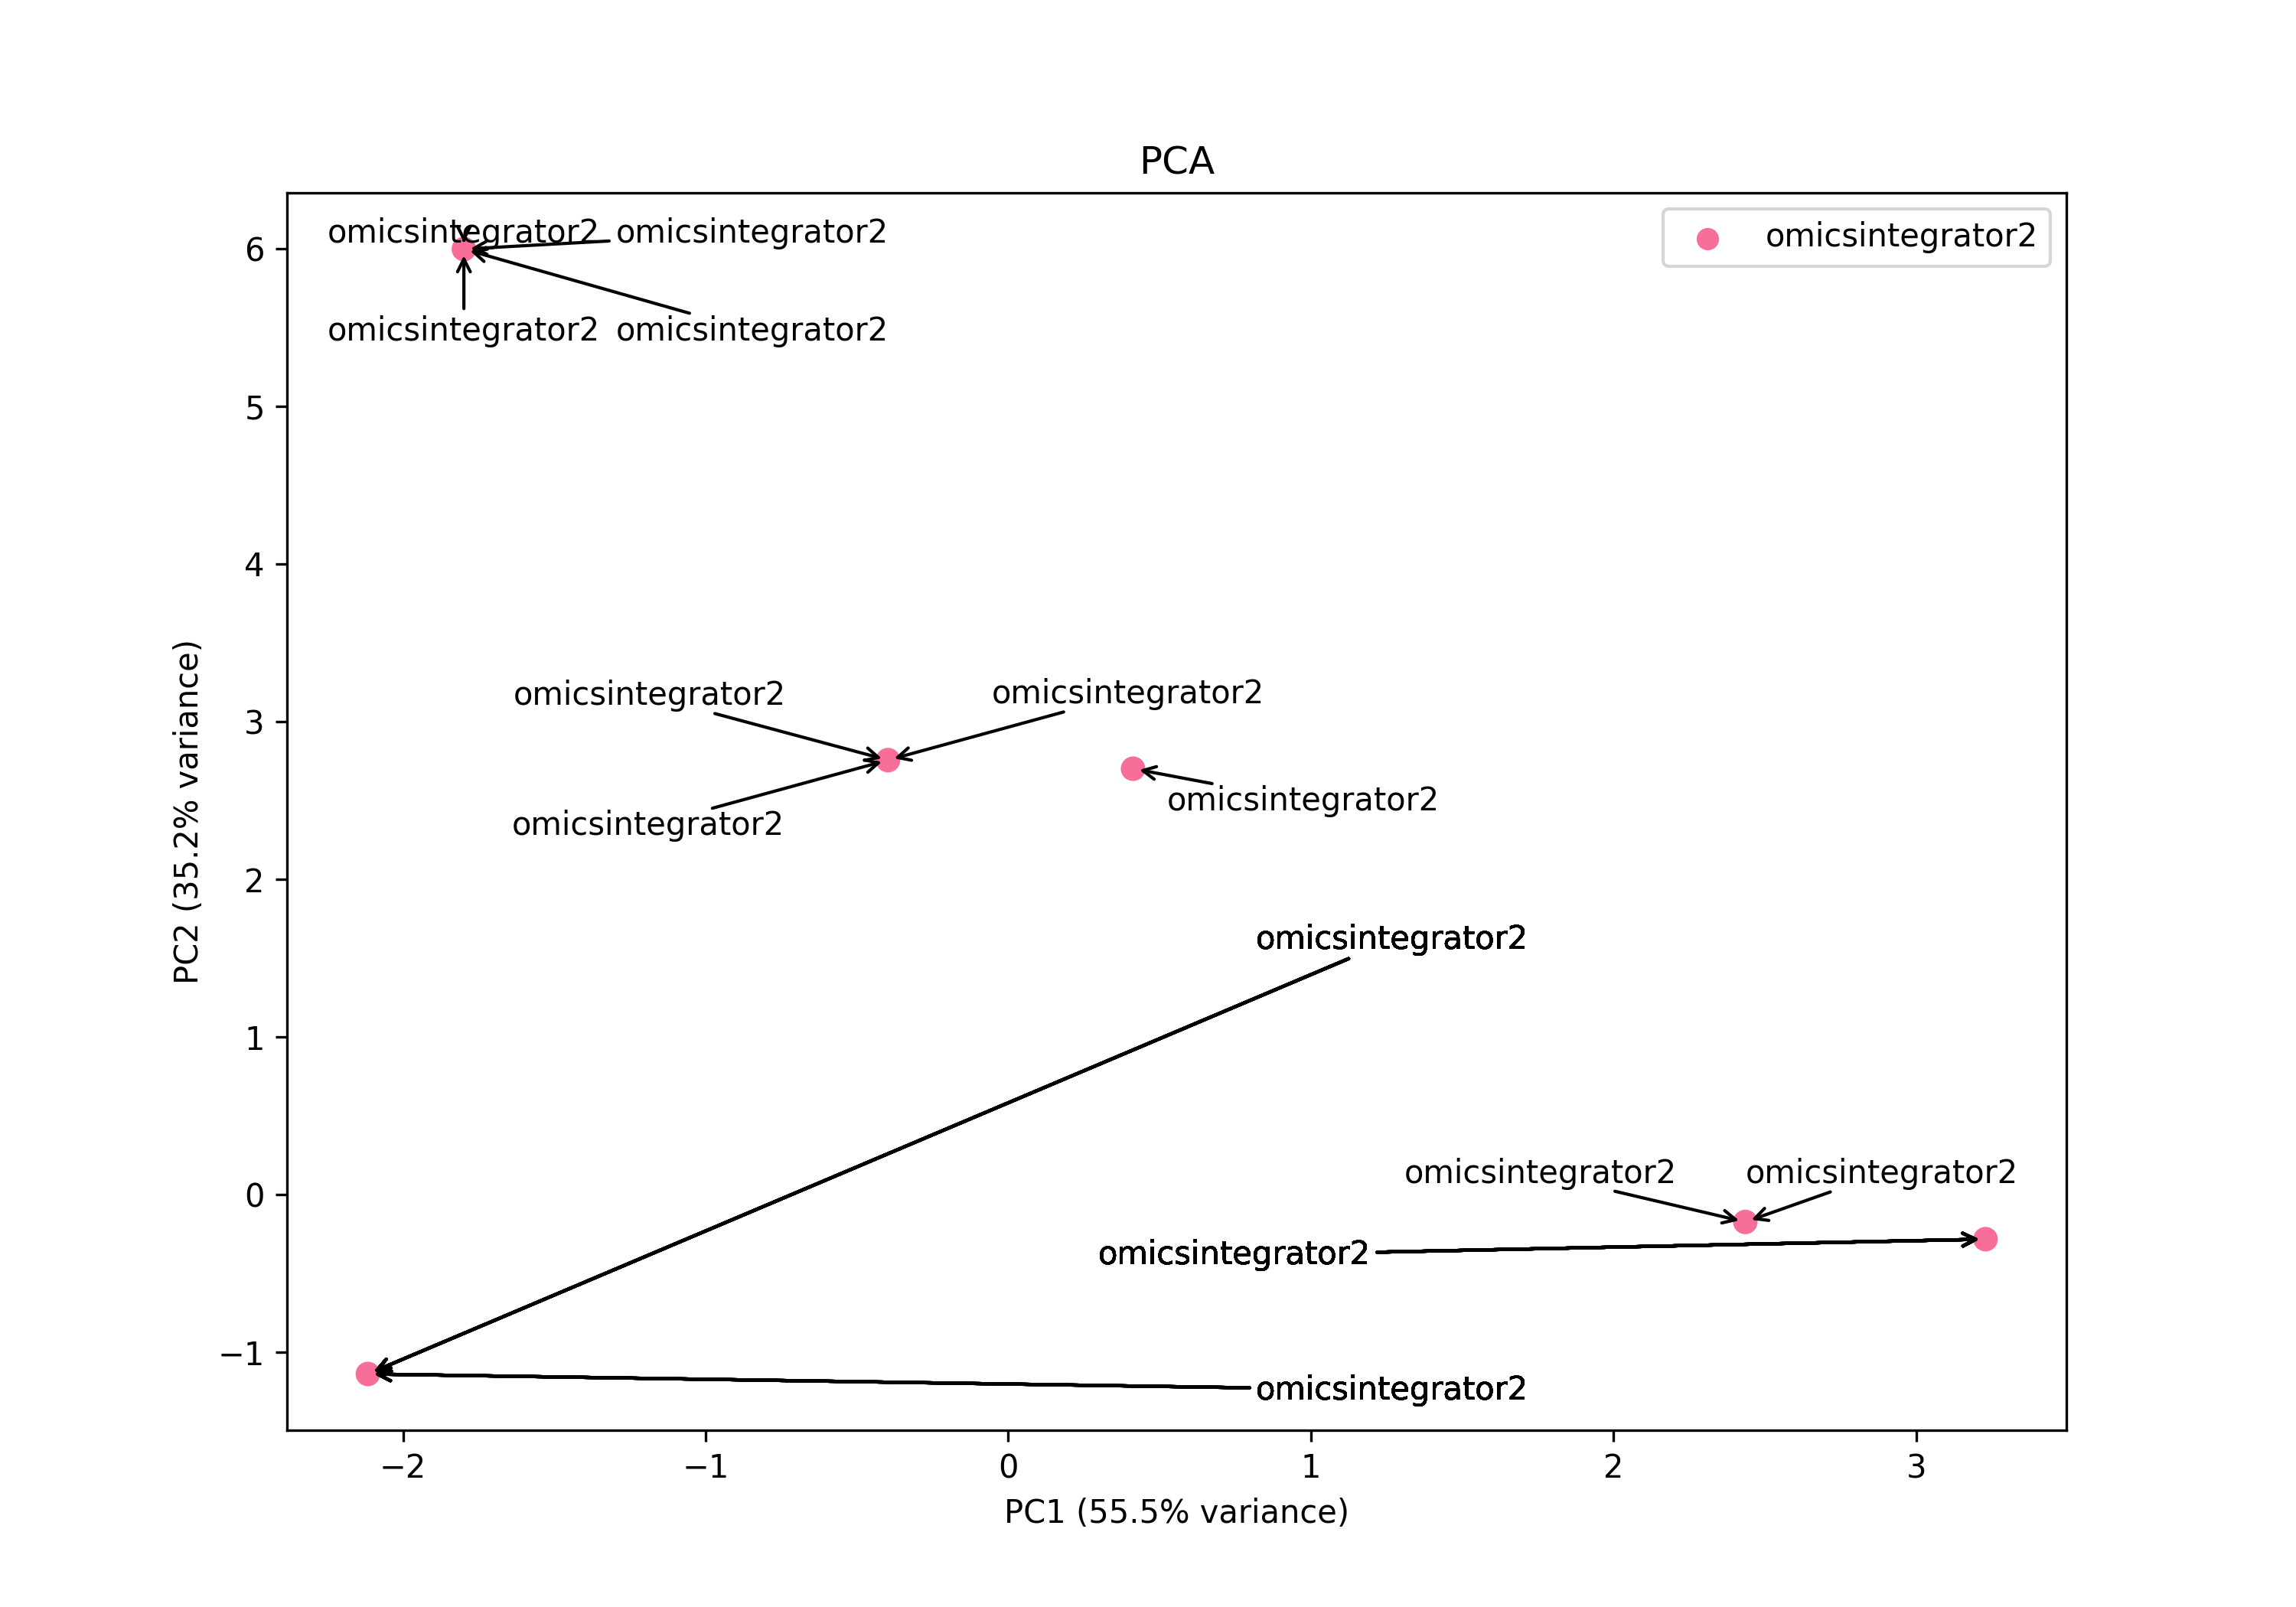 PCA
omicsintegrator2
omicsintegrator2
omicsintegrator2
6
omicsintegrator2
omicsintegrator2
5
4
omicsintegrator2
omicsintegrator2
3
omicsintegrator2
omicsintegrator2
2
omicsintegrator2
1
omicsintegrator2
omicsintegrator2
0
omicsintegrator2
−1
omicsintegrator2
PC2 (35.2% variance)
−2
−1
0
1
2
3
PC1 (55.5% variance)